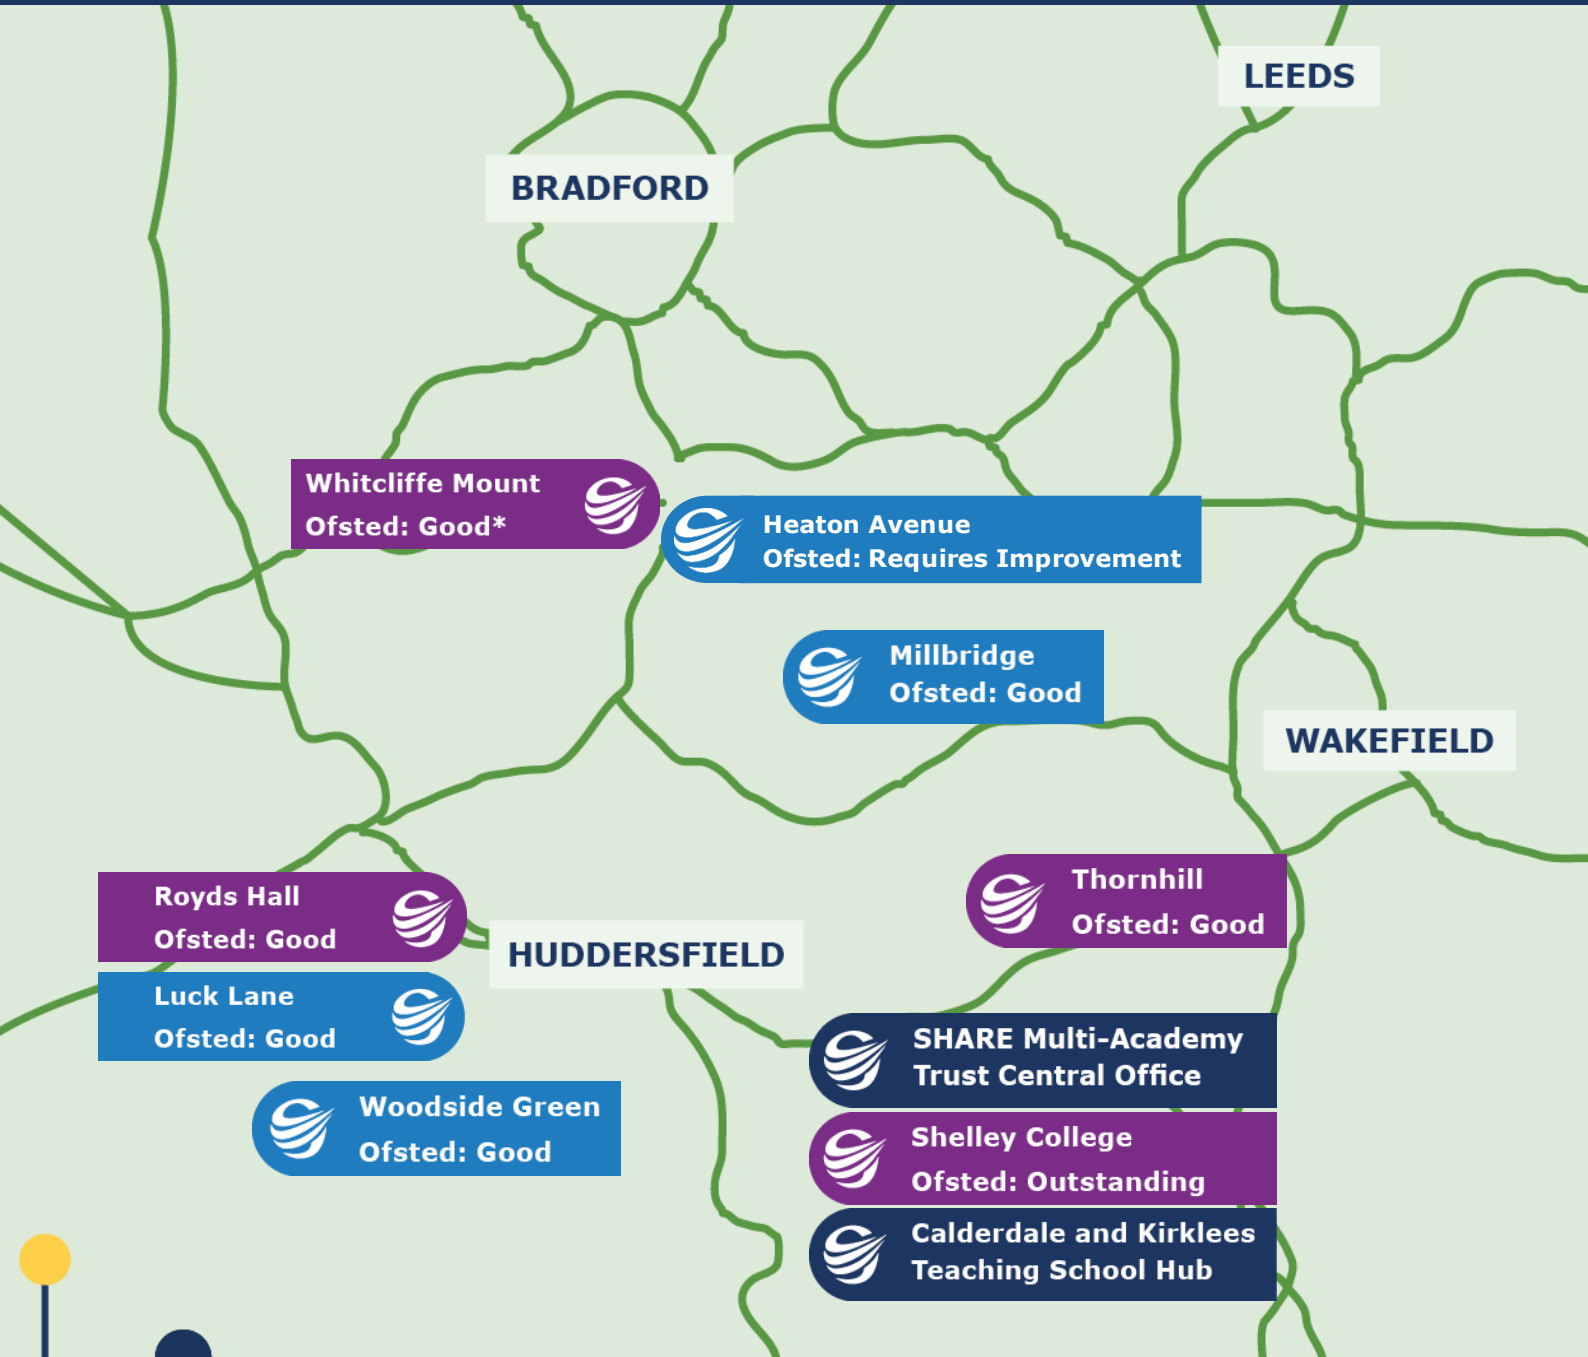 LEEDS
BRADFORD
Whitcliffe Mount
Ofsted: Good*
Heaton Avenue
Ofsted: Requires Improvement
Millbridge
Ofsted: Good
WAKEFIELD
Thornhill
Ofsted: Good
Royds Hall
Ofsted: Good
HUDDERSFIELD
Luck Lane
Ofsted: Good
SHARE Multi-Academy
Trust Central Office
Woodside Green
Ofsted: Good
Shelley College
Ofsted: Outstanding
Calderdale and Kirklees
Teaching School Hub